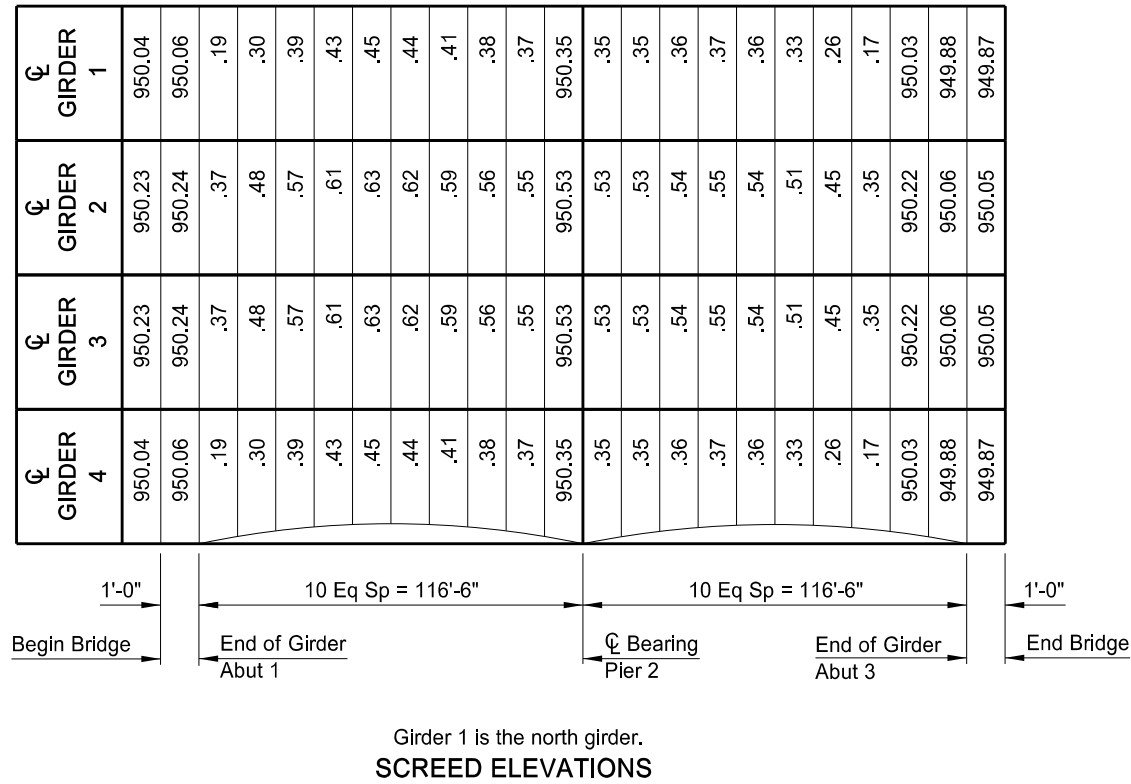 ℄ GIRDER 1 950.04 950.06 .19 .30 .39 .43 .45 .44 .41 .38 .37 950.35 .35 .35 .36 .37 .36 .33 .26 .17 950.03 949.88 949.87
℄ GIRDER 2 950.23 950.24 .37 .48 .57 .61 .63 .62 .59 .56 .55 950.53 .53 .53 .54 .55 .54 .51 .45 .35 950.22 950.06 950.05
℄ GIRDER 3 950.23 950.24 .37 .48 .57 .61 .63 .62 .59 .56 .55 950.53 .53 .53 .54 .55 .54 .51 .45 .35 950.22 950.06 950.05
℄ GIRDER 4 950.04 950.06 .19 .30 .39 .43 .45 .44 .41 .38 .37 950.35 .35 .35 .36 .37 .36 .33 .26 .17 950.03 949.88 949.87
1'-0" 10 Eq Sp = 116'-6" 10 Eq Sp = 116'-6" 1'-0"
Begin Bridge End of Girder ℄ Bearing End of Girder End Bridge
Abut 1 Pier 2 Abut 3
Girder 1 is the north girder.
SCREED ELEVATIONS